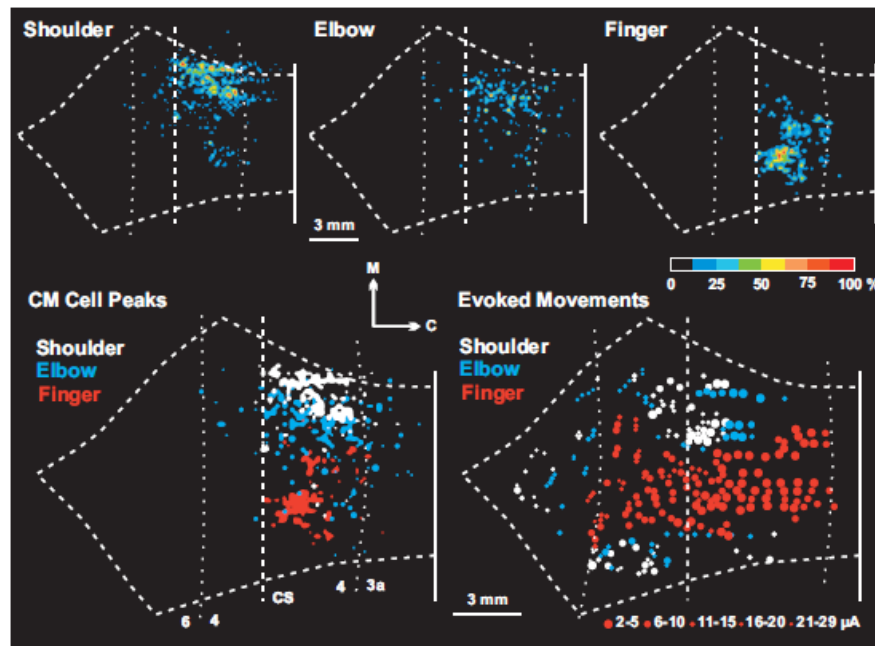 Shoulder Elbow Finger
3 mm
0 25 50 75 100 %
M
C
CM Cell Peaks
Shoulder
Elbow
Finger
Evoked Movements
Shoulder
Elbow
Finger
6 4
CS
4 3a
3 mm
2-5 6-10 11-15 16-20 21-29 µA